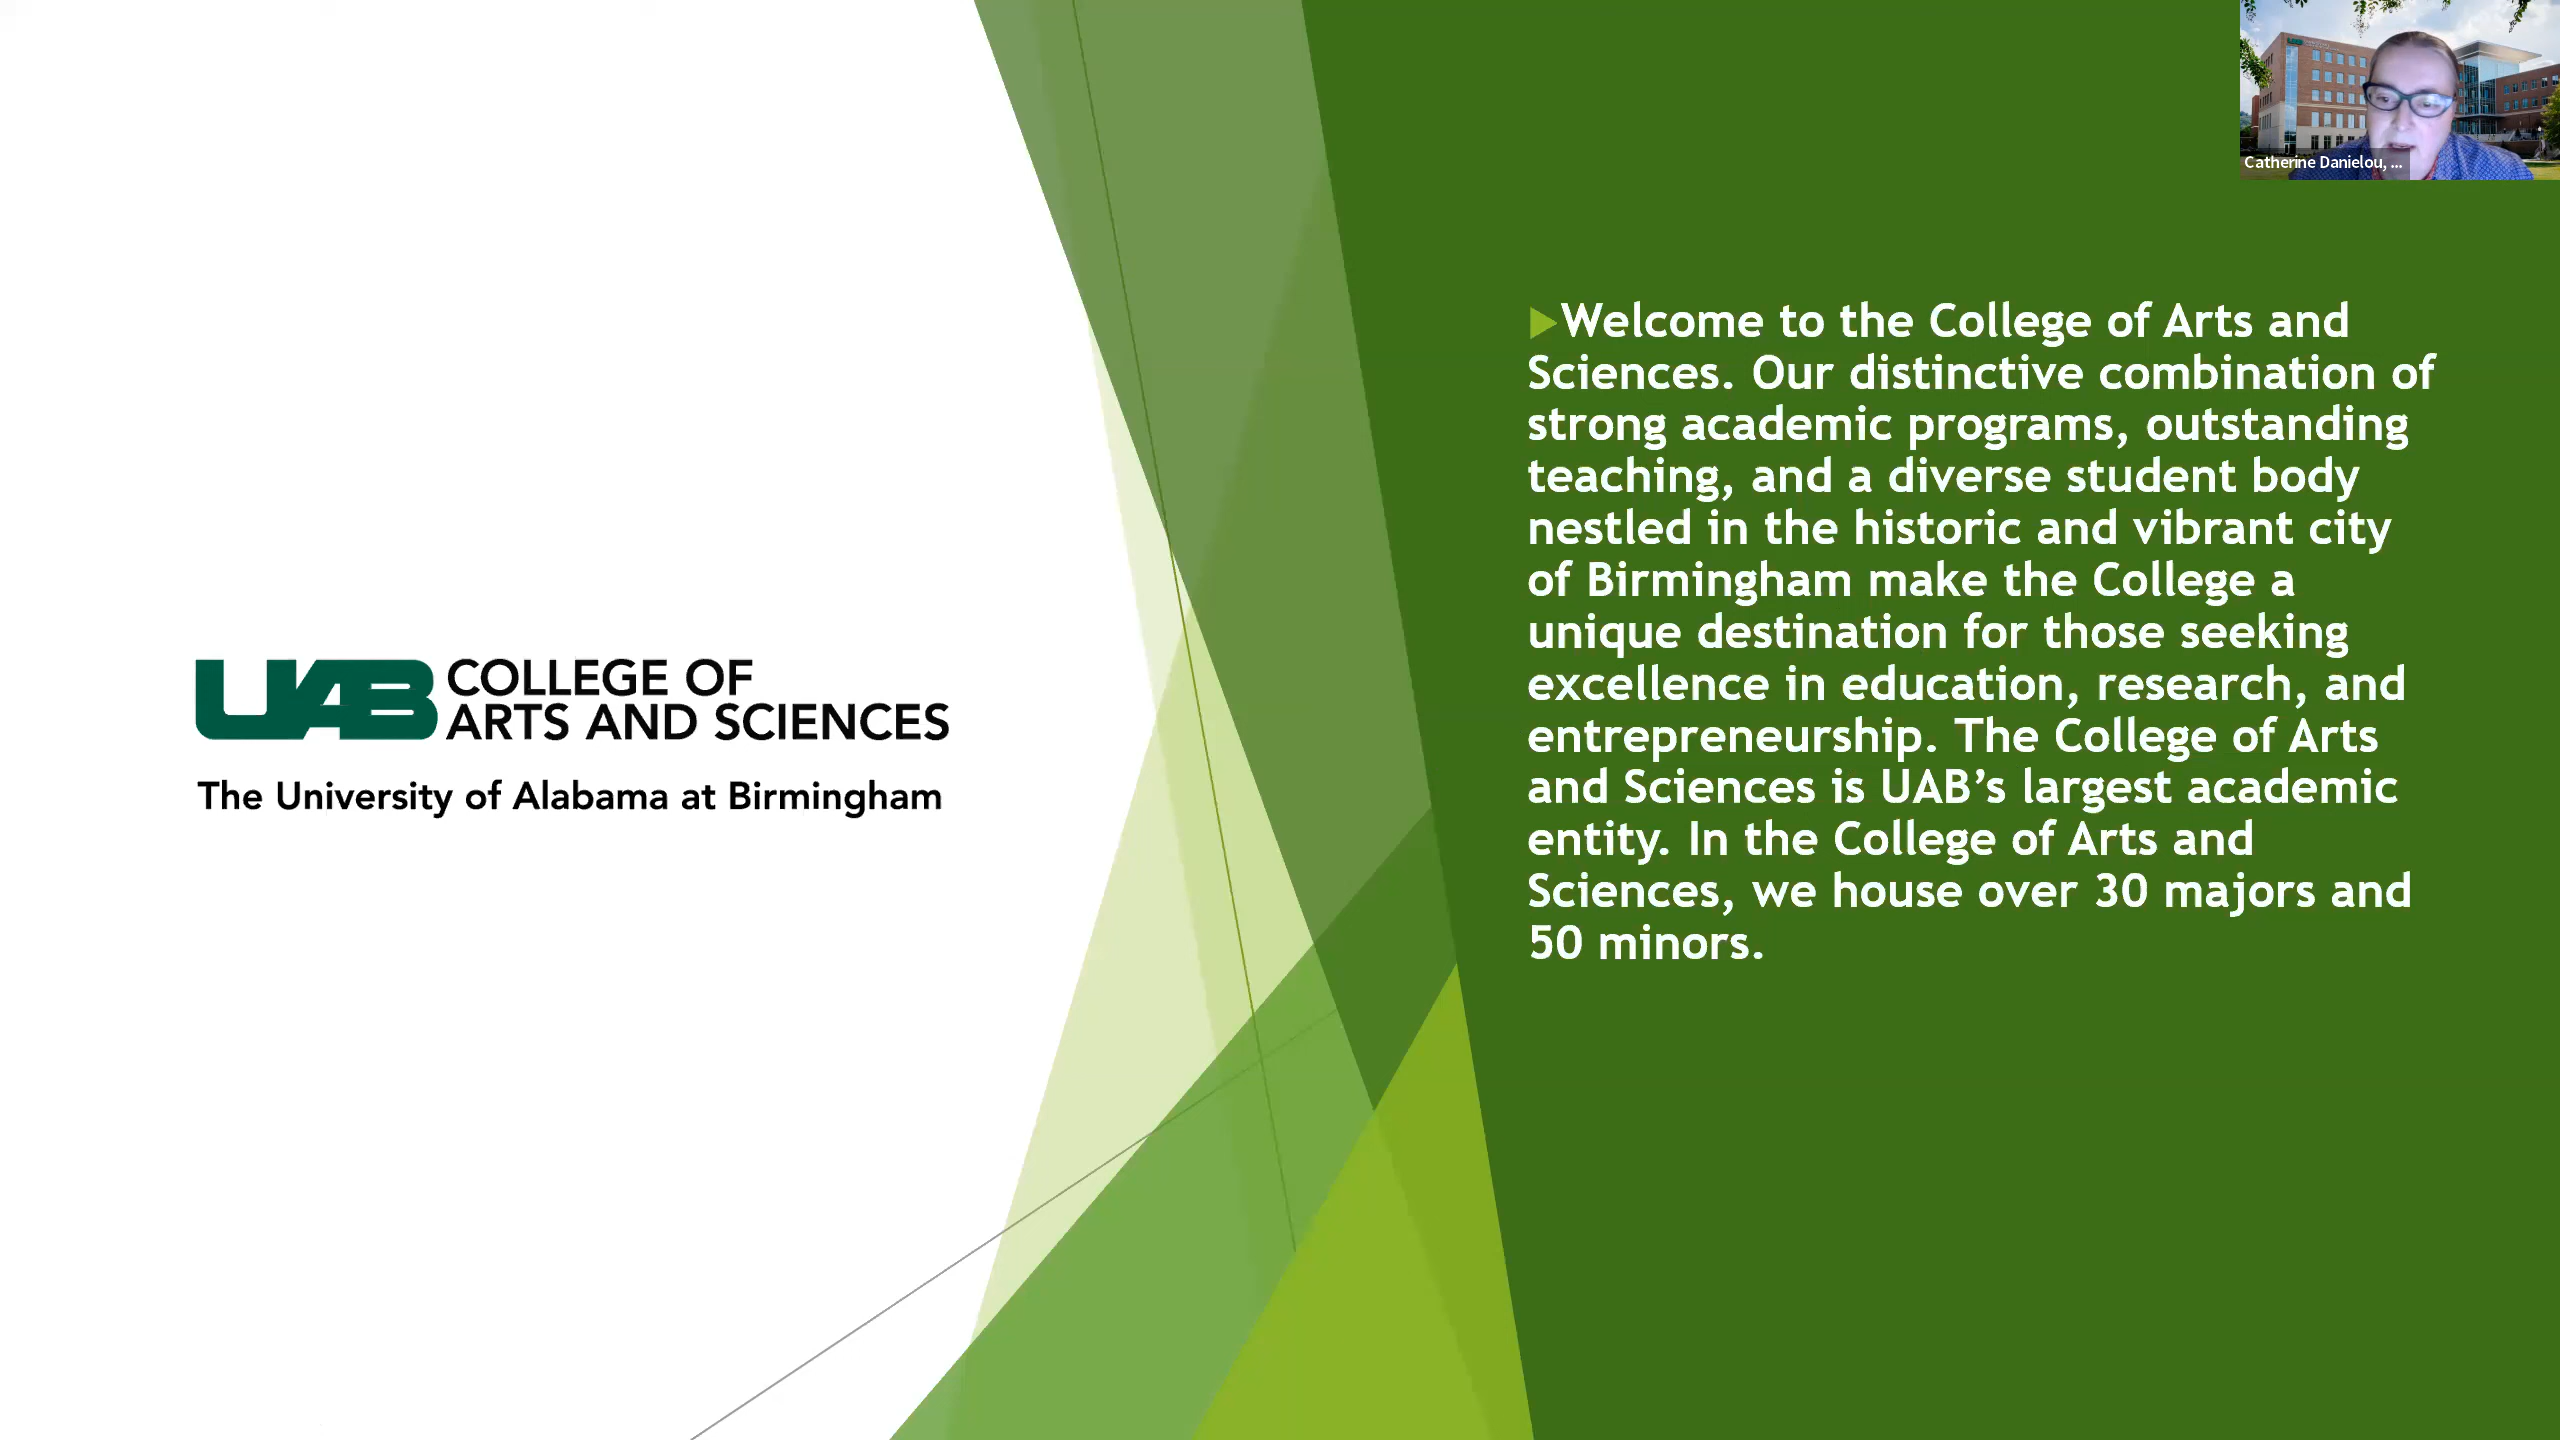 Catherine Danielou, ...
UAB COLLEGE OF
ARTS AND SCIENCES
The University of Alabama at Birmingham
Welcome to the College of Arts and
Sciences. Our distinctive combination of
strong academic programs, outstanding
teaching, and a diverse student body
nestled in the historic and vibrant city
of Birmingham make the College a
unique destination for those seeking
excellence in education, research, and
entrepreneurship. The College of Arts
and Sciences is UAB’s largest academic
entity. In the College of Arts and
Sciences, we house over 30 majors and
50 minors.